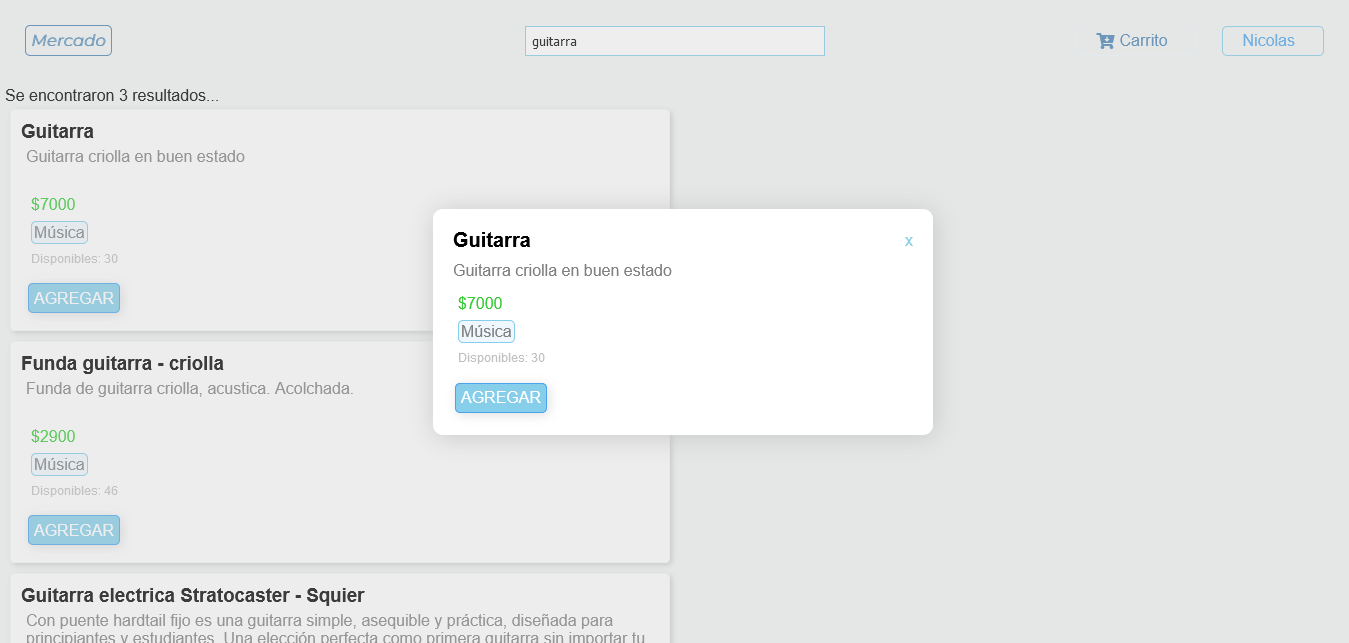 Mercado
guitarra
Carrito
Nicolas
Se encontraron 3 resultados...
Guitarra
Guitarra criolla en buen estado
$7000
Música
Disponibles: 30
AGREGAR
Funda guitarra - criolla
Funda de guitarra criolla, acustica. Acolchada.
$2900
Música
Disponibles: 46
AGREGAR
Guitarra electrica Stratocaster - Squier
Con puente hardtail fijo es una guitarra simple, asequible y práctica, diseñada para
principiantes y estudiantes. Una elección perfecta como primera guitarra sin importar tu
Guitarra
x
Guitarra criolla en buen estado
$7000
Música
Disponibles: 30
AGREGAR